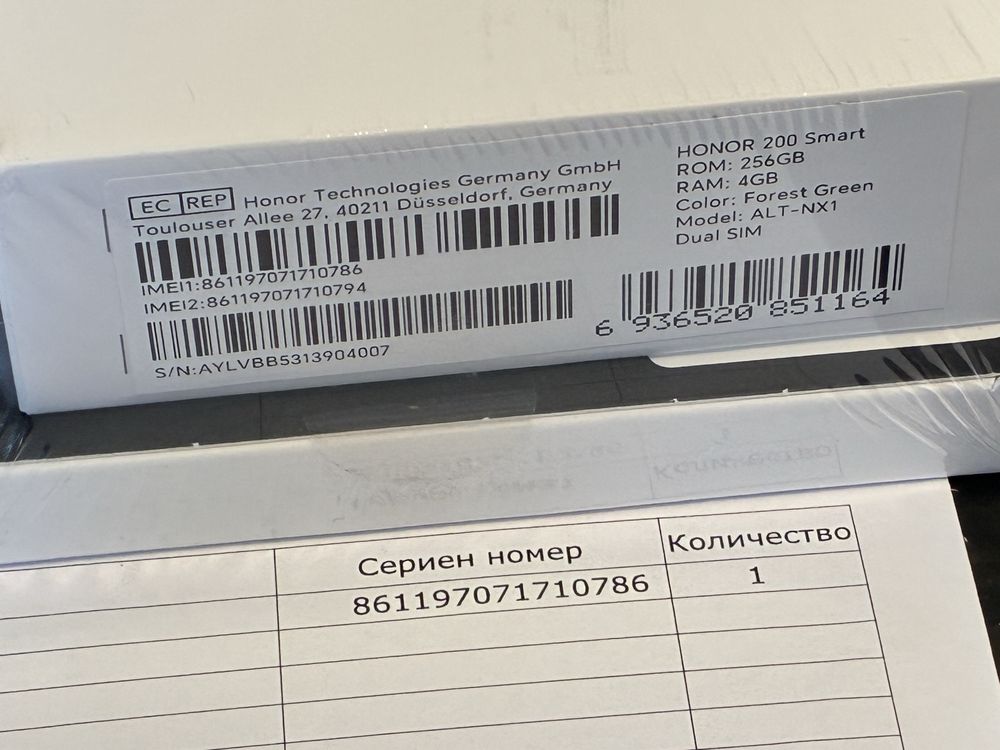 EC REP Honor Technologies Germany GmbH
Toulouser Allee 27, 40211 Düsseldorf, Germany
IMEI1:861197071710786
IMEI2:861197071710794
S/N:AYLVBB5313904007
HONOR 200 Smart
ROM: 256GB
RAM: 4GB
Color: Forest Green
Model: ALT-NX1
Dual SIM
6 936520 851164
Сериен номер Количество
861197071710786 1